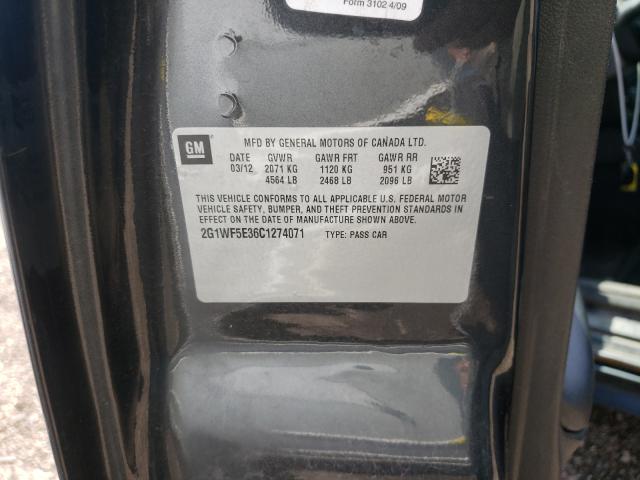 Form 3102 4/09
GM
MFD BY GENERAL MOTORS OF CANADA LTD.
DATE GVWR GAWR FRT GAWR RR
03/12 2071 KG 1120 KG 951 KG
4564 LB 2468 LB 2096 LB
THIS VEHICLE CONFORMS TO ALL APPLICABLE U.S. FEDERAL MOTOR
VEHICLE SAFETY, BUMPER, AND THEFT PREVENTION STANDARDS IN
EFFECT ON THE DATE OF MANUFACTURE SHOWN ABOVE.
2G1WF5E36C1274071 TYPE: PASS CAR